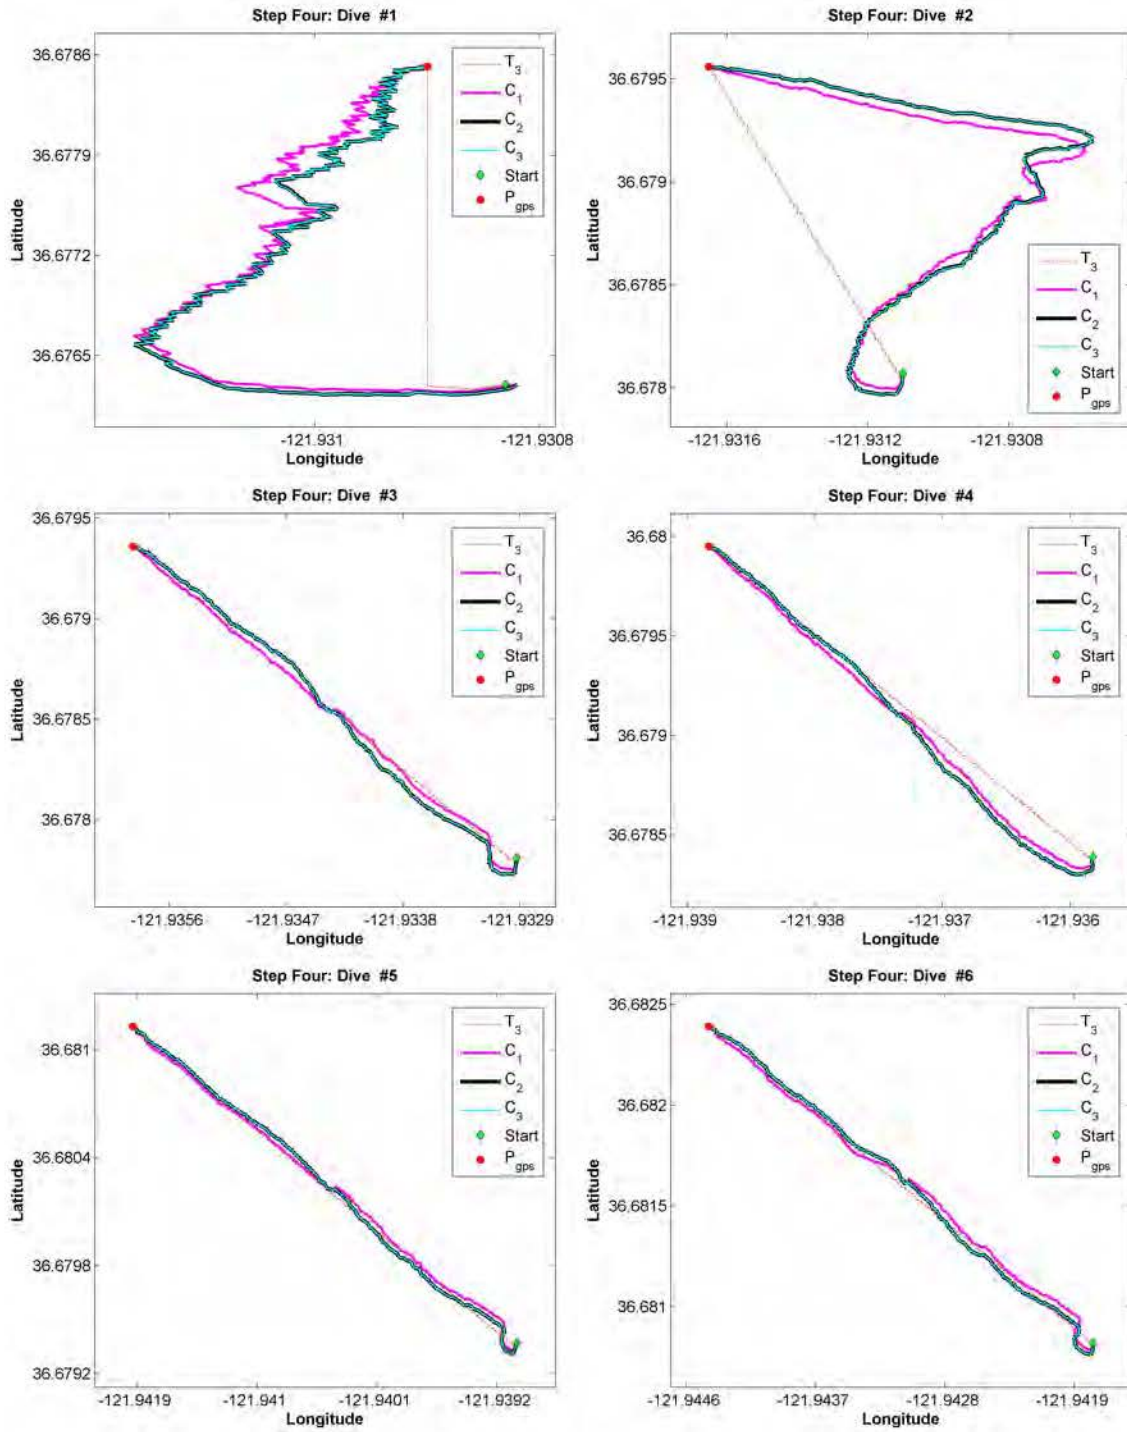 Step Four: Dive #1
36.6786
36.6779
36.6772
36.6765
Latitude
-121.931
-121.9308
Longitude
T3
C1
C2
C3
Start
Pgps
Step Four: Dive #2
36.6795
36.679
36.6785
36.678
Latitude
-121.9316
-121.9312
-121.9308
Longitude
T3
C1
C2
C3
Start
Pgps
Step Four: Dive #3
36.6795
36.679
36.6785
36.678
Latitude
-121.9356
-121.9347
-121.9338
-121.9329
Longitude
T3
C1
C2
C3
Start
Pgps
Step Four: Dive #4
36.68
36.6795
36.679
36.6785
Latitude
-121.939
-121.938
-121.937
-121.936
Longitude
T3
C1
C2
C3
Start
Pgps
Step Four: Dive #5
36.681
36.6804
36.6798
36.6792
Latitude
-121.9419
-121.941
-121.9401
-121.9392
Longitude
T3
C1
C2
C3
Start
Pgps
Step Four: Dive #6
36.6825
36.682
36.6815
36.681
Latitude
-121.9446
-121.9437
-121.9428
-121.9419
Longitude
T3
C1
C2
C3
Start
Pgps